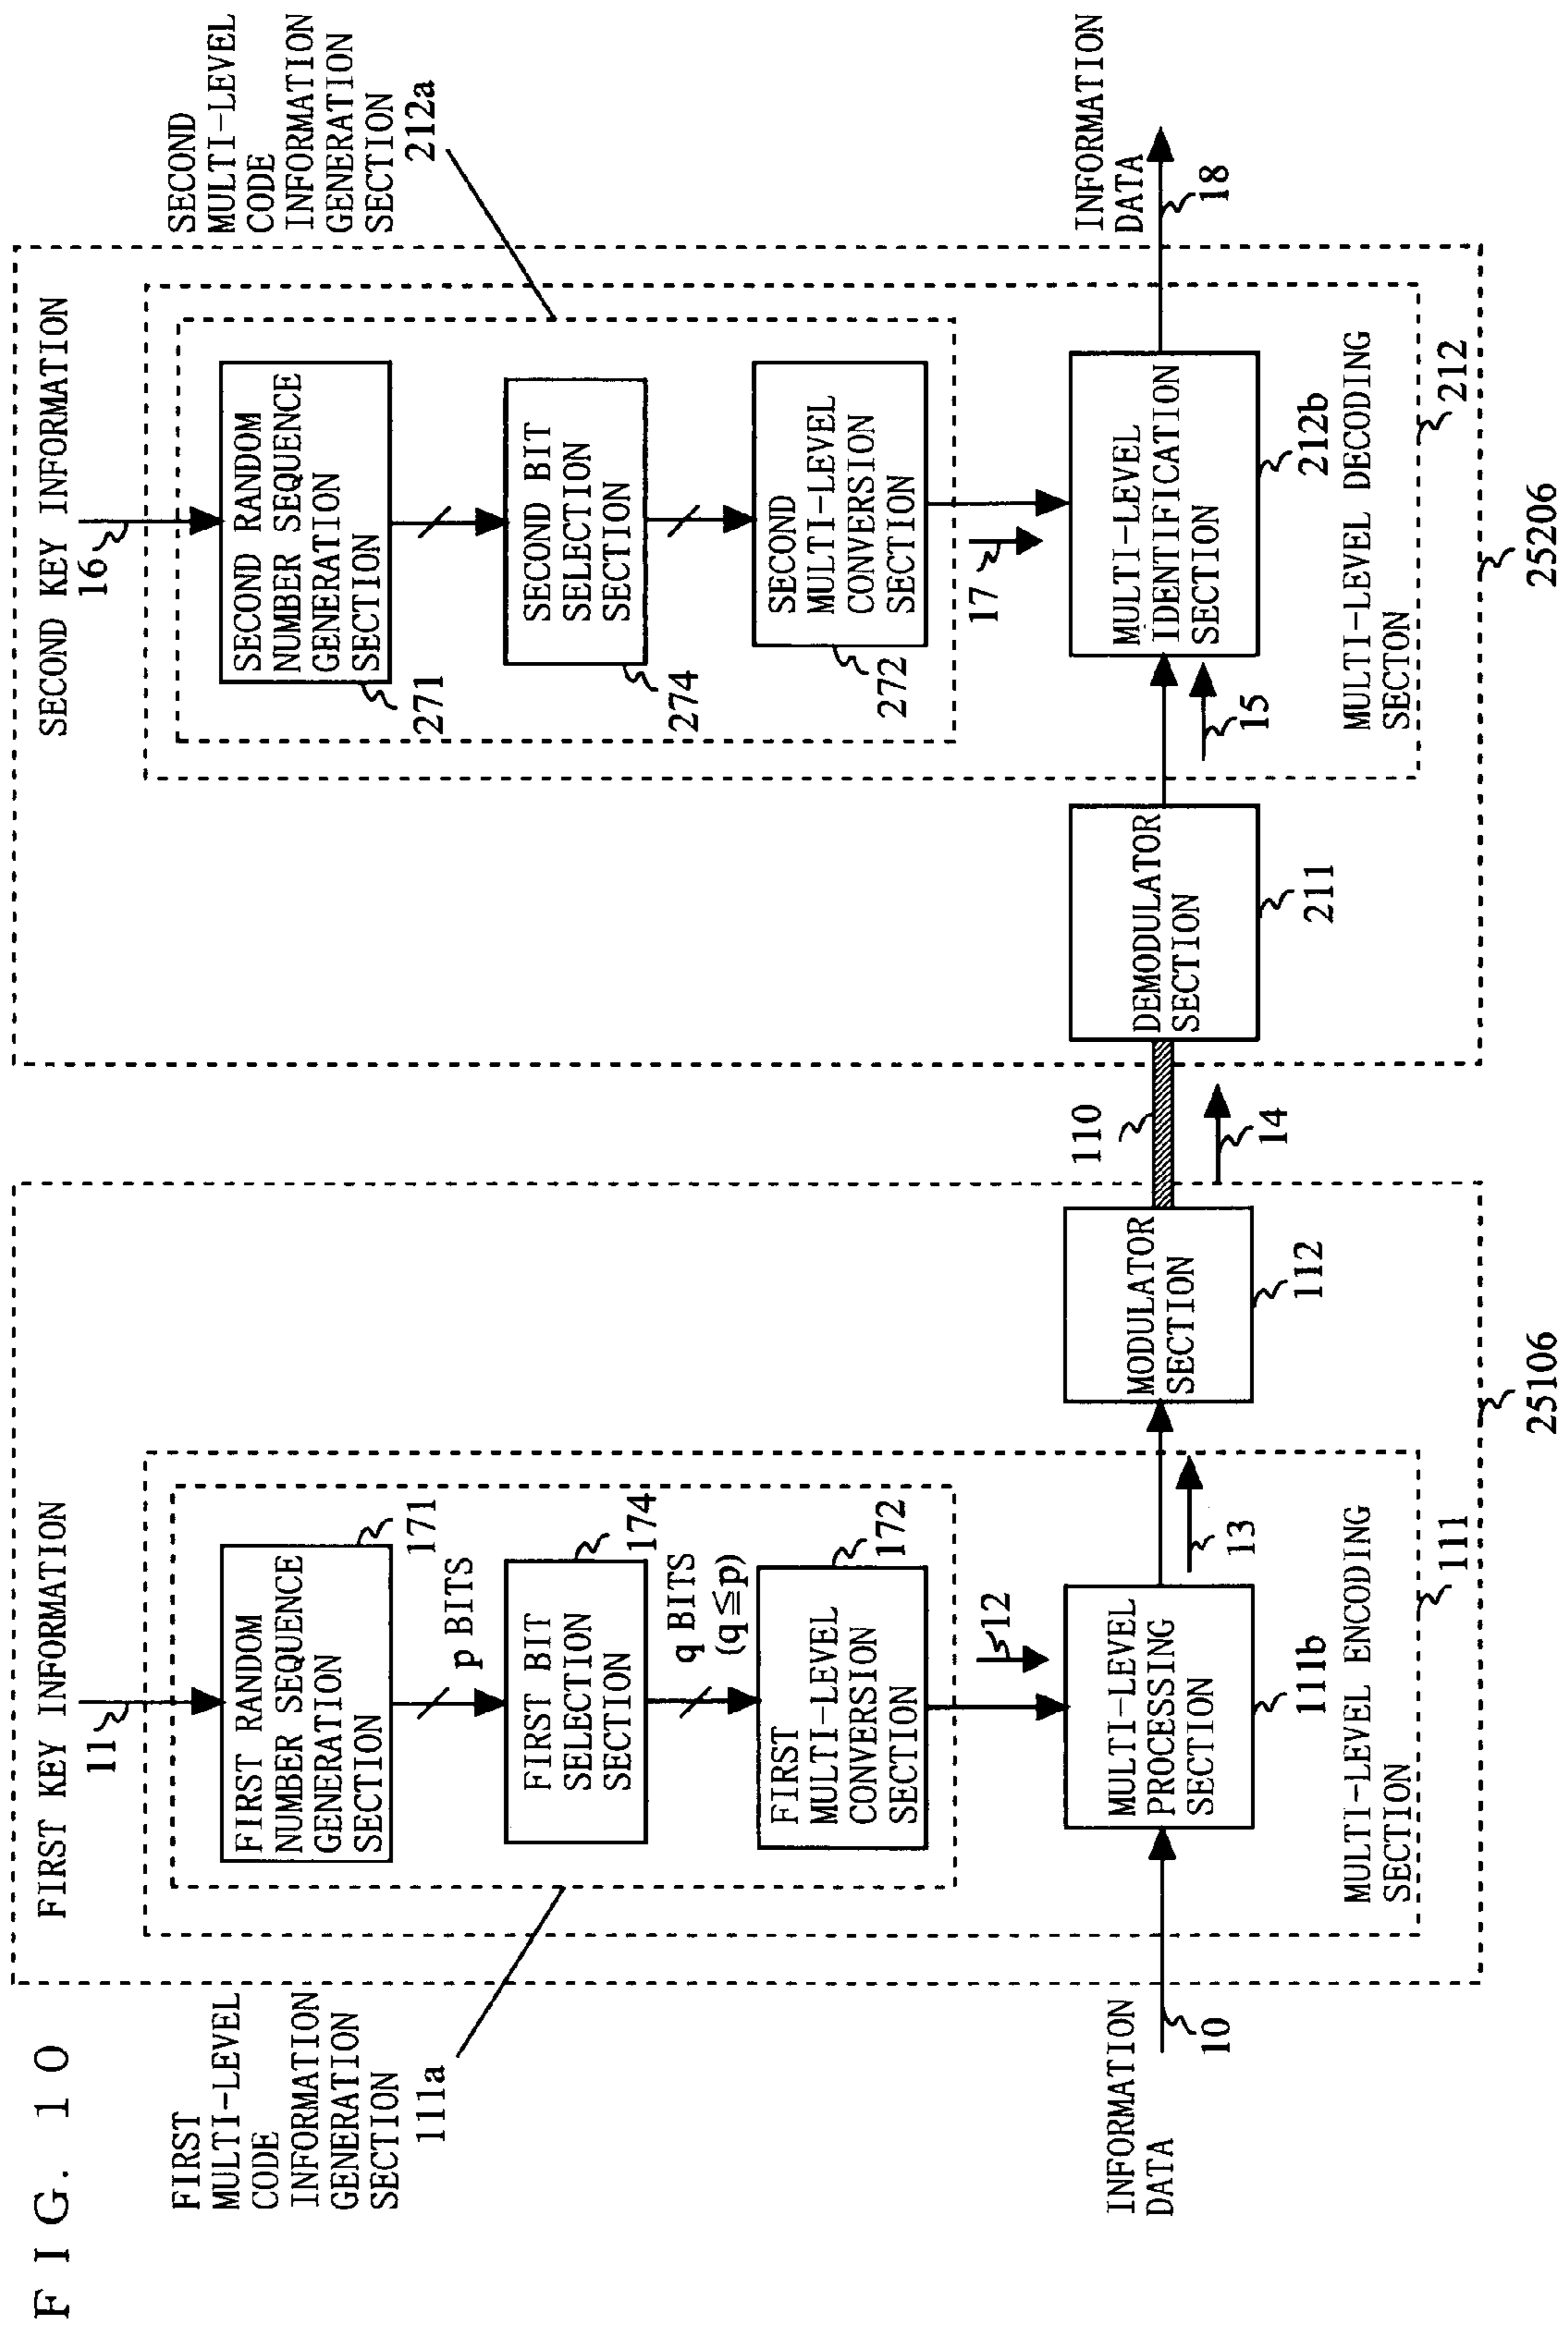 FIG. 10
FIRST
MULTI-LEVEL
CODE
INFORMATION
GENERATION
SECTION
111a
FIRST KEY INFORMATION
11
FIRST RANDOM
NUMBER SEQUENCE
GENERATION
SECTION
171
p BITS
FIRST BIT
SELECTION
SECTION
174
q BITS
(q≦p)
FIRST
MULTI-LEVEL
CONVERSION
SECTION
172
12
INFORMATION
DATA
10
MULTI-LEVEL
PROCESSING
SECTION
111b
13
MULTI-LEVEL ENCODING
SECTION
111
MODULATOR
SECTION
112
25106
110
14
SECOND KEY INFORMATION
16
SECOND
MULTI-LEVEL
CODE
INFORMATION
GENERATION
SECTION
212a
SECOND RANDOM
NUMBER SEQUENCE
GENERATION
SECTION
271
SECOND BIT
SELECTION
SECTION
274
SECOND
MULTI-LEVEL
CONVERSION
SECTION
272
17
DEMODULATOR
SECTION
211
15
MULTI-LEVEL
IDENTIFICATION
SECTION
212b
INFORMATION
DATA
18
MULTI-LEVEL DECODING
SECTON
212
25206